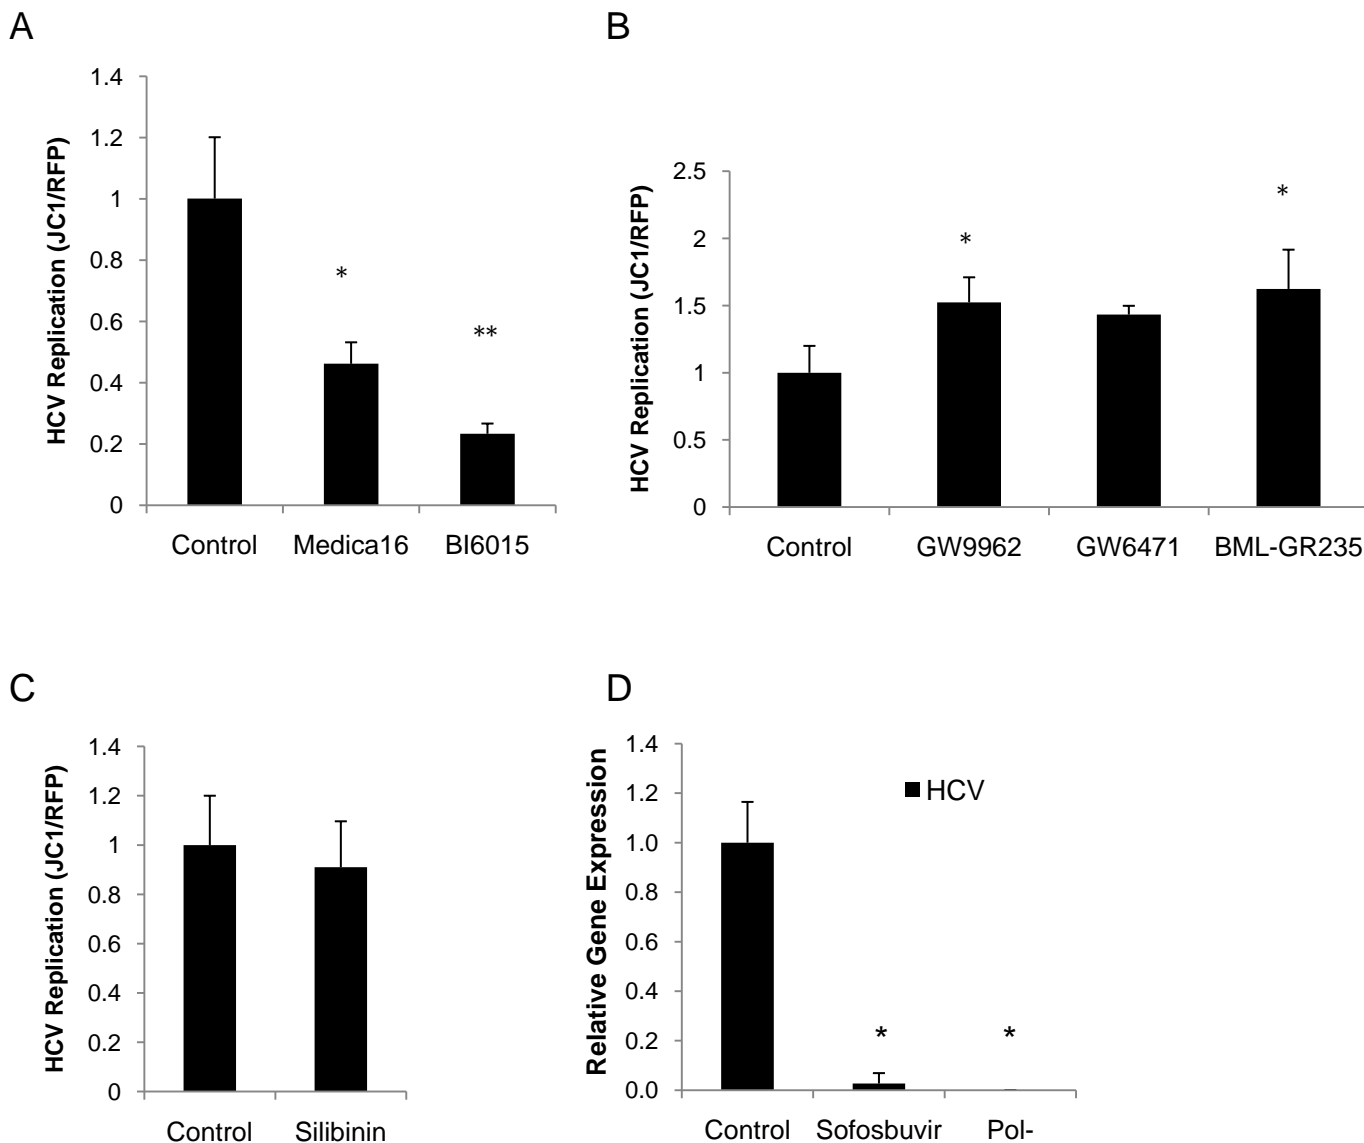 A
HCV Replication (JC1/RFP)
1.4
1.2
1
0.8
0.6
0.4
0.2
0
*
**
Control Medica16 BI6015
B
HCV Replication (JC1/RFP)
2.5
2
1.5
1
0.5
0
*
*
Control GW9962 GW6471 BML-GR235
C
HCV Replication (JC1/RFP)
1.4
1.2
1
0.8
0.6
0.4
0.2
0
Control Silibinin
D
Relative Gene Expression
1.4
1.2
1.0
0.8
0.6
0.4
0.2
0.0
HCV
*
*
Control Sofosbuvir Pol-